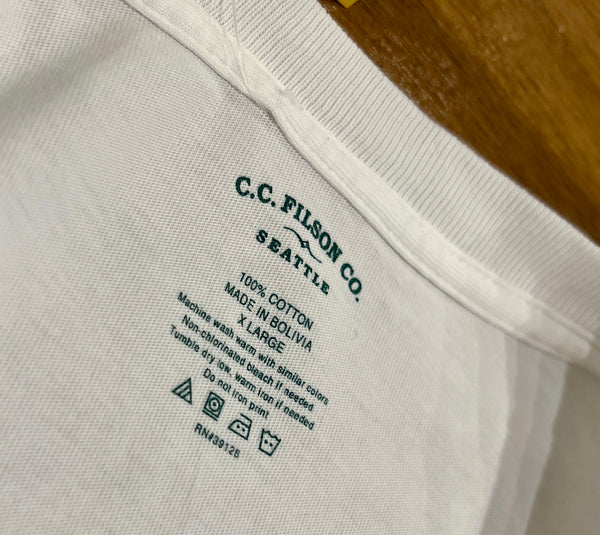 C.C. FILSON CO.
SEATTLE
100% COTTON
MADE IN BOLIVIA
X LARGE
Machine wash warm with similar colors
Non-chlorinated bleach if needed
Tumble dry low, warm iron if needed
Do not iron print
RN#39128